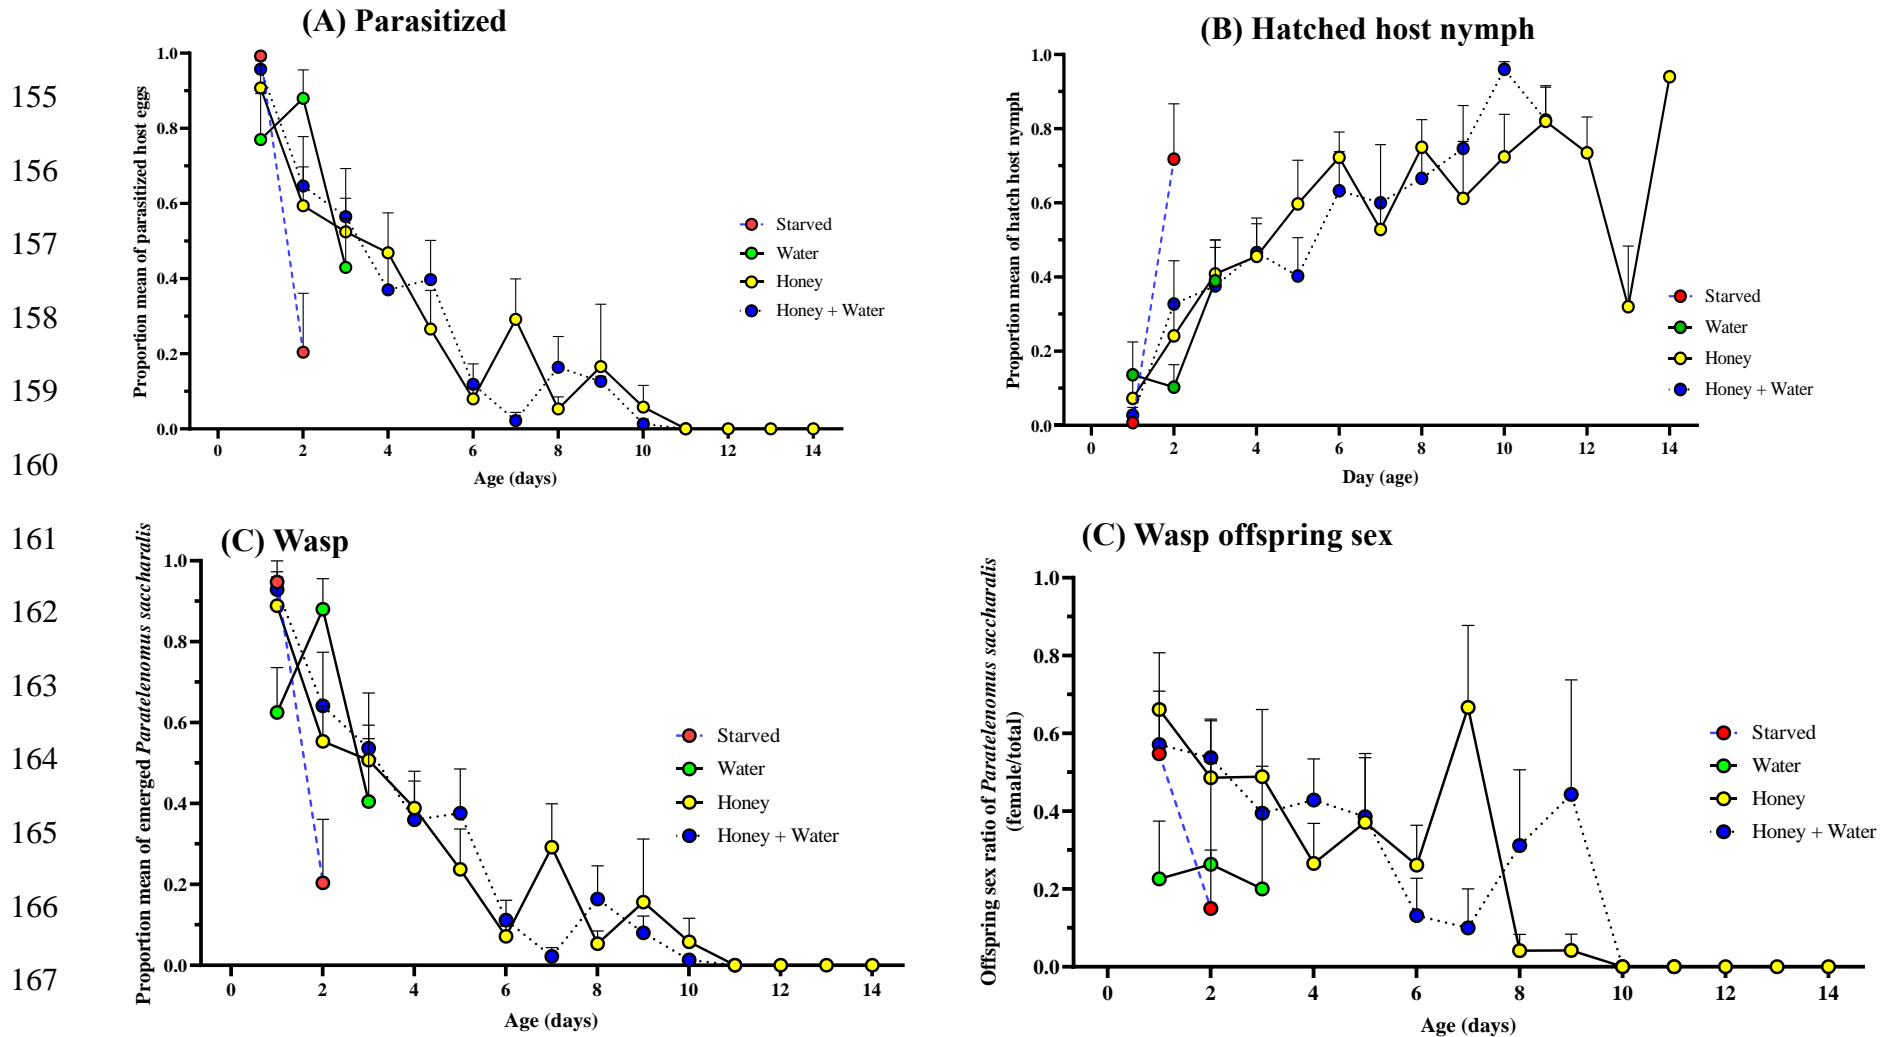 (A) Parasitized
Proportion mean of parasitized host eggs
1.0
0.8
0.6
0.4
0.2
0.0
0 2 4 6 8 10 12 14
Age (days)
Starved
Water
Honey
Honey + Water
(B) Hatched host nymph
Proportion mean of hatch host nymph
1.0
0.8
0.6
0.4
0.2
0.0
0 2 4 6 8 10 12 14
Day (age)
Starved
Water
Honey
Honey + Water
155
156
157
158
159
160
161
162
163
164
165
166
167
(C) Wasp
Proportion mean of emerged Paratelenomus saccharalis
1.0
0.8
0.6
0.4
0.2
0.0
0 2 4 6 8 10 12 14
Age (days)
Starved
Water
Honey
Honey + Water
(C) Wasp offspring sex
Offspring sex ratio of Paratelenomus saccharalis
(female/total)
1.0
0.8
0.6
0.4
0.2
0.0
0 2 4 6 8 10 12 14
Age (days)
Starved
Water
Honey
Honey + Water